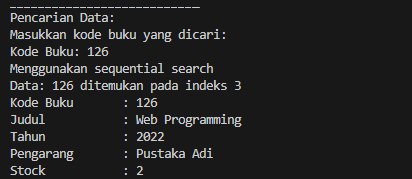 ____________________________
Pencarian Data:
Masukkan kode buku yang dicari:
Kode Buku: 126
Menggunakan sequential search
Data: 126 ditemukan pada indeks 3
Kode Buku       : 126
Judul           : Web Programming
Tahun           : 2022
Pengarang       : Pustaka Adi
Stock           : 2